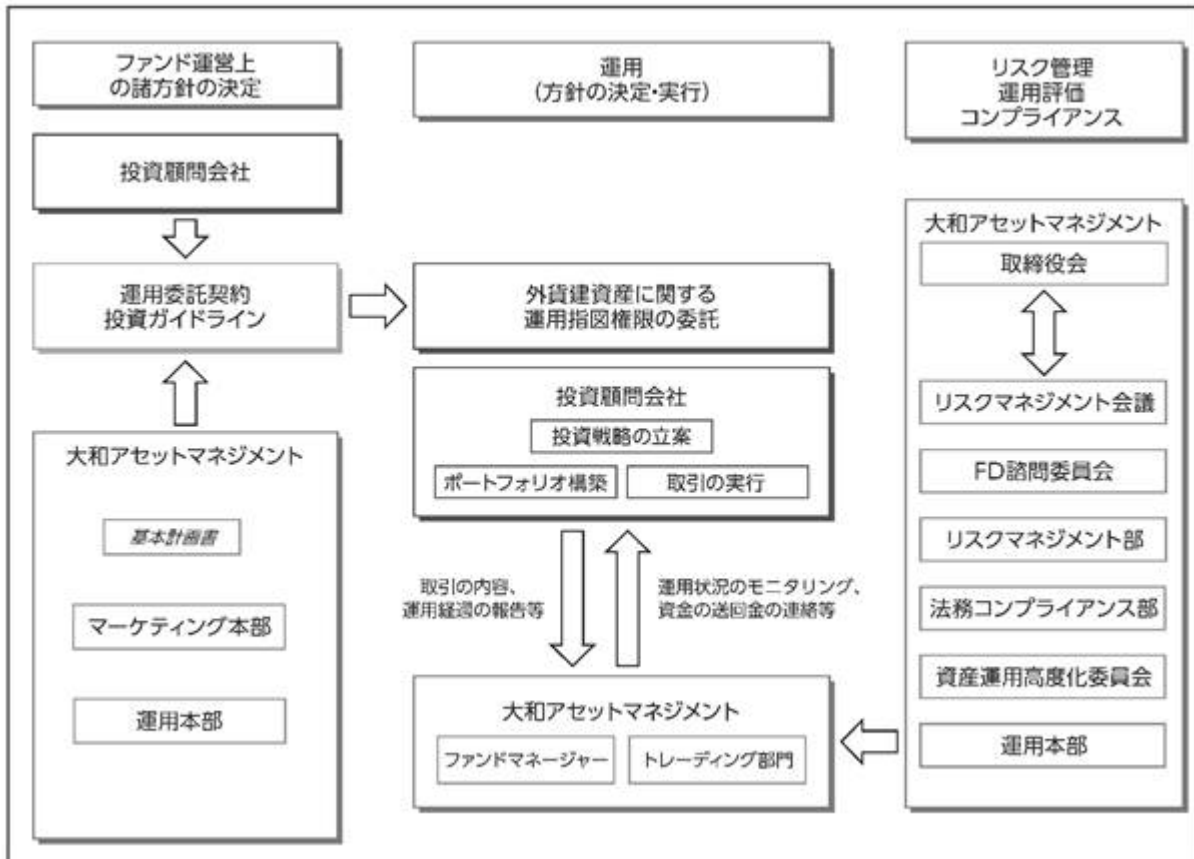 ファンド運営上
の諸方針の決定
投資顧問会社
運用委託契約
投資ガイドライン
大和アセットマネジメント
基本計画書
マーケティング本部
運用本部
運用
(方針の決定・実行)
外貨建資産に関する
運用指図権限の委託
投資顧問会社
投資戦略の立案
ポートフォリオ構築
取引の実行
取引の内容、
運用経過の報告等
運用状況のモニタリング、
資金の送回金の連絡等
大和アセットマネジメント
ファンドマネージャー
トレーディング部門
リスク管理
運用評価
コンプライアンス
大和アセットマネジメント
取締役会
リスクマネジメント会議
FD諮問委員会
リスクマネジメント部
法務コンプライアンス部
資産運用高度化委員会
運用本部